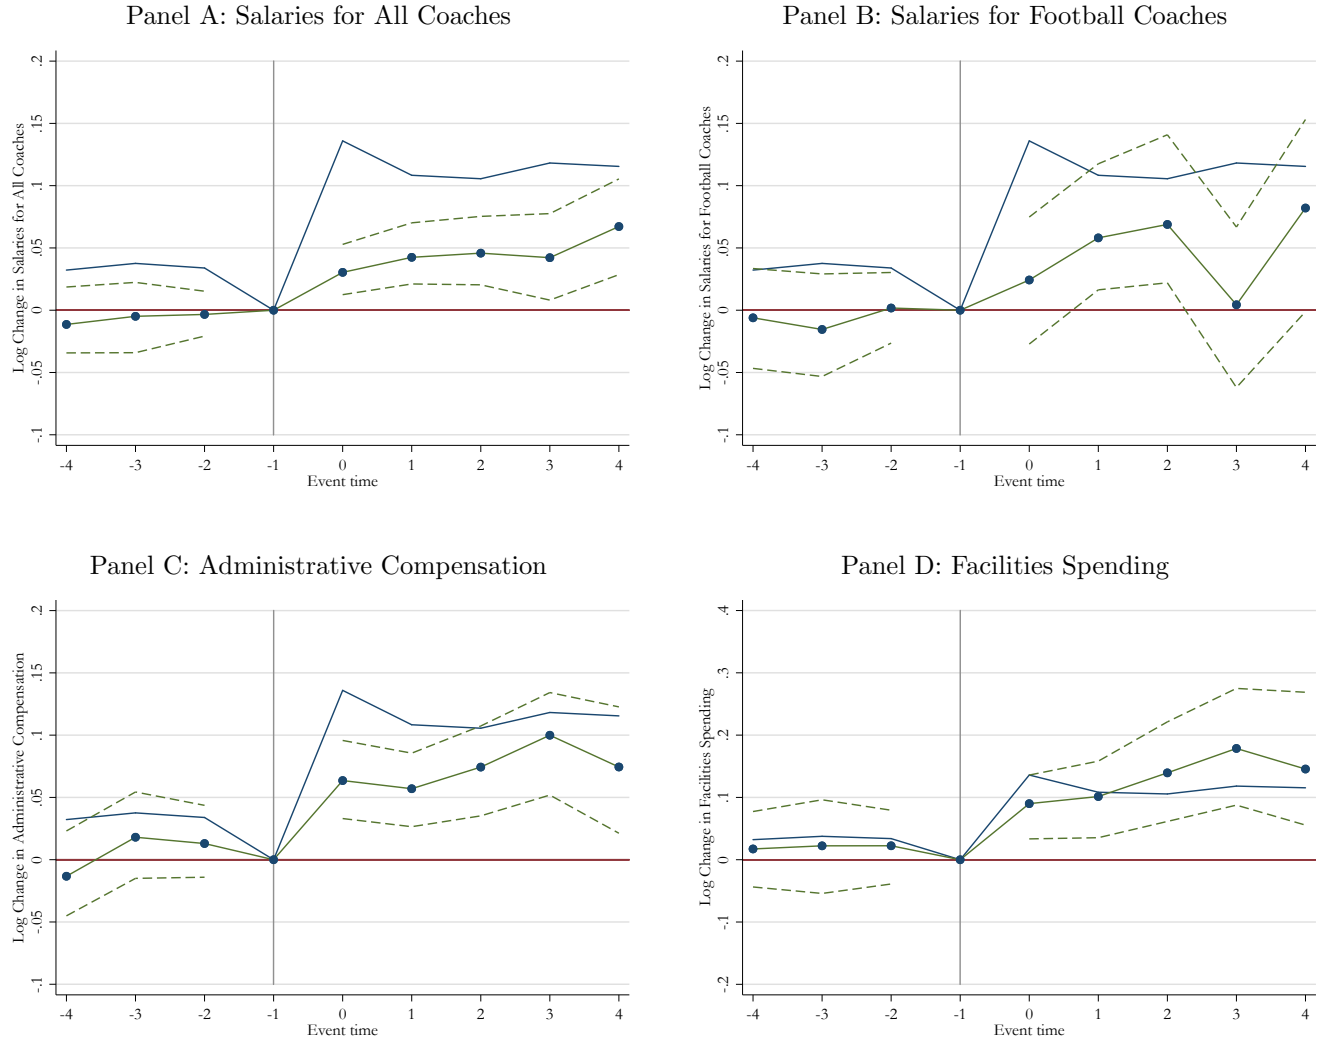 Panel A: Salaries for All Coaches
Log Change in Salaries for All Coaches
.2
.15
.1
.05
0
-.05
-.1
-4 -3 -2 -1 0 1 2 3 4
Event time
Panel B: Salaries for Football Coaches
Log Change in Salaries for Football Coaches
.2
.15
.1
.05
0
-.05
-.1
-4 -3 -2 -1 0 1 2 3 4
Event time
Panel C: Administrative Compensation
Log Change in Administrative Compensation
.2
.15
.1
.05
0
-.05
-.1
-4 -3 -2 -1 0 1 2 3 4
Event time
Panel D: Facilities Spending
Log Change in Facilities Spending
.4
.3
.2
.1
0
-.1
-.2
-4 -3 -2 -1 0 1 2 3 4
Event time